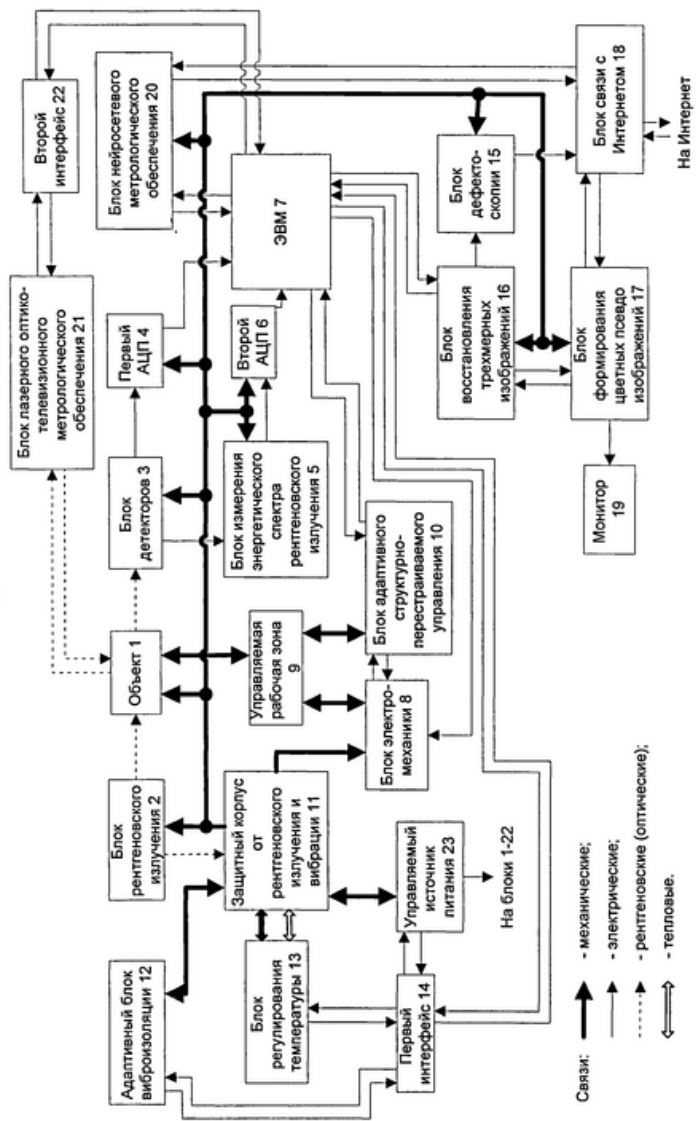 Адаптивный блок
виброизоляции 12
Блок
рентгеновского
излучения 2
Объект 1
Блок
детекторов 3
Первый
АЦП 4
Блок лазерного оптико-
телевизионного
метрологического
обеспечения 21
Второй
интерфейс 22
Блок нейросетевого
метрологического
обеспечения 20
Блок
регулирования
температуры 13
Защитный корпус
от
рентгеновского
излучения и
вибрации 11
Управляемая
рабочая зона
9
Блок измерения
энергетического
спектра
рентгеновского
излучения 5
Второй
АЦП 6
ЭВМ 7
Первый
интерфейс 14
Управляемый
источник
питания 23
На блоки 1-22
Блок электро-
механики 8
Блок адаптивного
структурно-
перестраиваемого
управления 10
Блок
восстановления
трехмерных
изображений 16
Блок
дефекто-
скопии 15
Монитор
19
Блок
формирования
цветных псевдо
изображений 17
Блок связи с
Интернетом 18
На Интернет
Связи:
- механические;
- электрические;
- рентгеновские (оптические);
- тепловые.